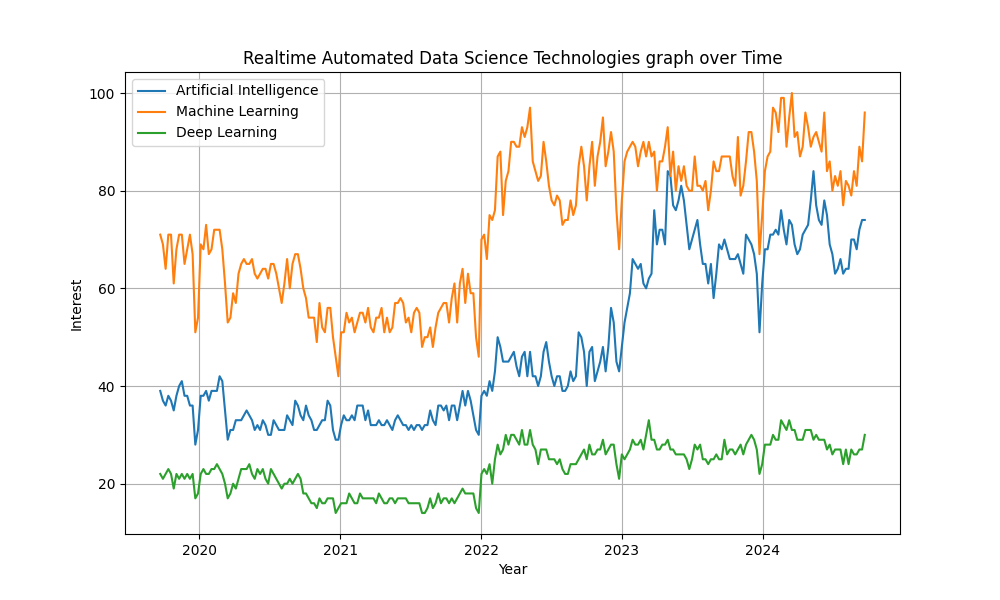 Realtime Automated Data Science Technologies graph over Time
Artificial Intelligence
Machine Learning
Deep Learning
100
80
60
40
20
Interest
2020 2021 2022 2023 2024
Year